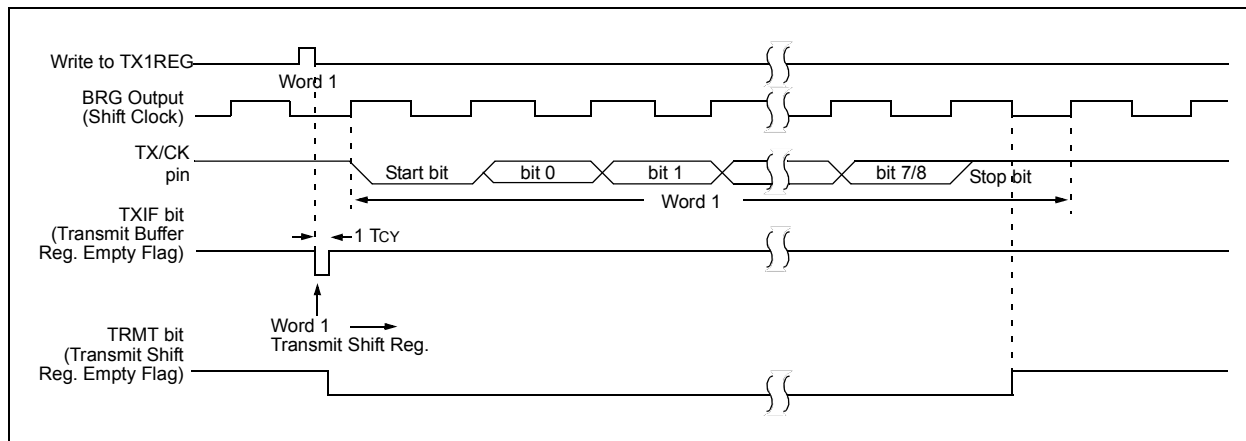 Write to TX1REG
Word 1
BRG Output
(Shift Clock)
TX/CK
pin
Start bit
bit 0
bit 1
bit 7/8
Stop bit
Word 1
TXIF bit
(Transmit Buffer
Reg. Empty Flag)
1 TCY
Word 1
Transmit Shift Reg.
TRMT bit
(Transmit Shift
Reg. Empty Flag)